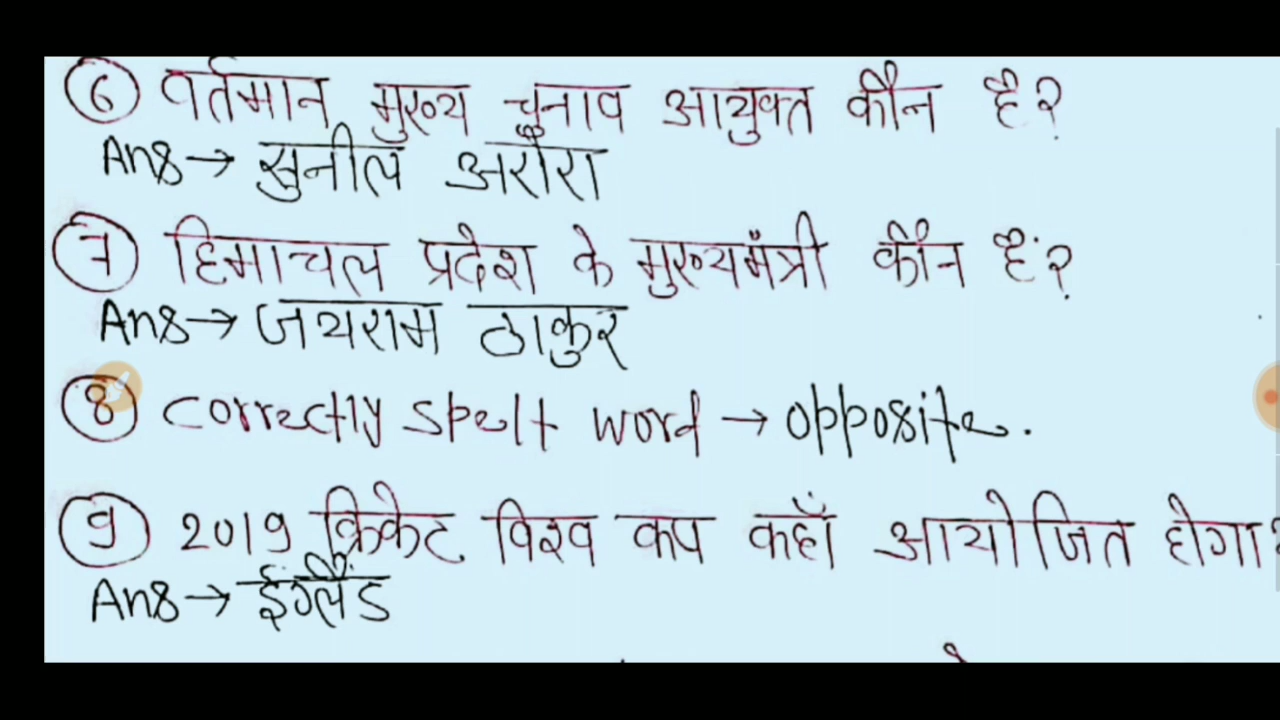 6 वर्तमान मुख्य चुनाव आयुक्त कौन है?
Ans→ सुनील अरोरा
7 हिमाचल प्रदेश के मुख्यमंत्री कौन हैं?
Ans→ जयराम ठाकुर
8 correctly spelt word → opposite.
9 2019 क्रिकेट विश्व कप कहाँ आयोजित होगा?
Ans→ इंग्लैंड